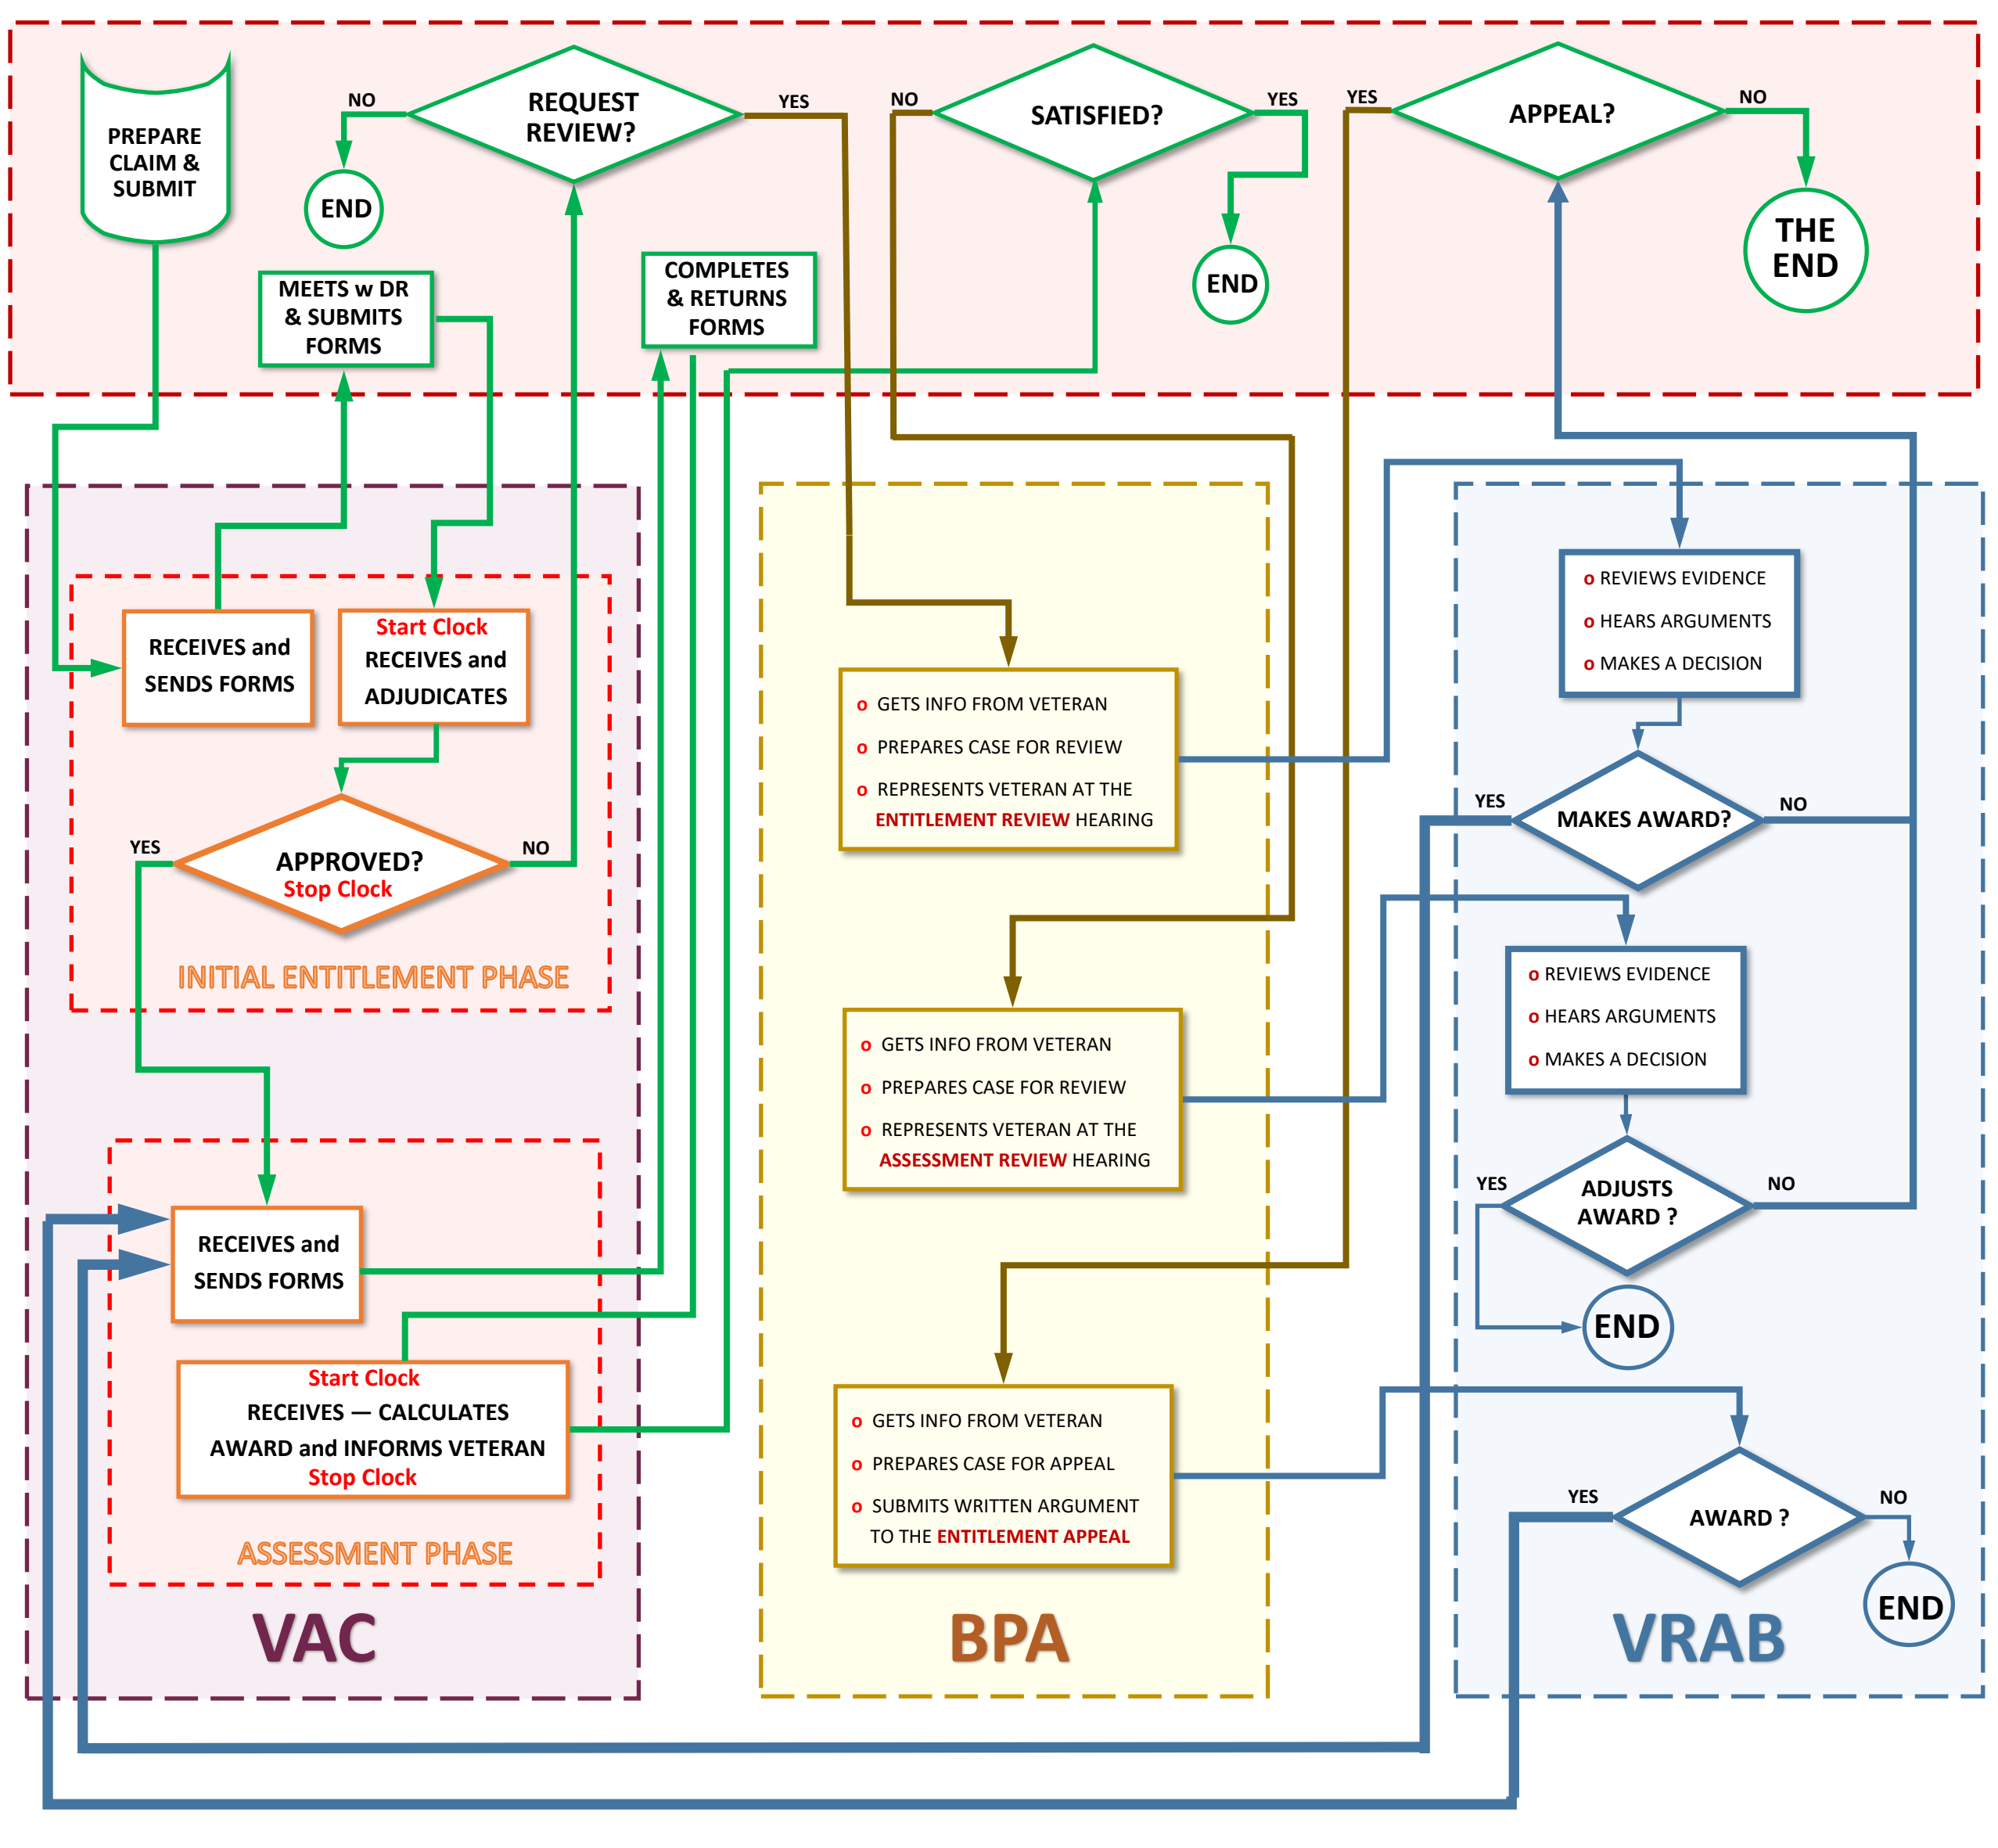 PREPARE
CLAIM &
SUBMIT
NO
END
REQUEST
REVIEW?
YES
MEETS w DR
& SUBMITS
FORMS
COMPLETES
& RETURNS
FORMS
NO
SATISFIED?
YES
END
YES
APPEAL?
NO
THE
END
RECEIVES and
SENDS FORMS
Start Clock
RECEIVES and
ADJUDICATES
YES
APPROVED?
Stop Clock
NO
INITIAL ENTITLEMENT PHASE
RECEIVES and
SENDS FORMS
Start Clock
RECEIVES — CALCULATES
AWARD and INFORMS VETERAN
Stop Clock
ASSESSMENT PHASE
VAC
o GETS INFO FROM VETERAN
o PREPARES CASE FOR REVIEW
o REPRESENTS VETERAN AT THE
ENTITLEMENT REVIEW HEARING
o GETS INFO FROM VETERAN
o PREPARES CASE FOR REVIEW
o REPRESENTS VETERAN AT THE
ASSESSMENT REVIEW HEARING
o GETS INFO FROM VETERAN
o PREPARES CASE FOR APPEAL
o SUBMITS WRITTEN ARGUMENT
TO THE ENTITLEMENT APPEAL
BPA
o REVIEWS EVIDENCE
o HEARS ARGUMENTS
o MAKES A DECISION
YES
MAKES AWARD?
NO
o REVIEWS EVIDENCE
o HEARS ARGUMENTS
o MAKES A DECISION
YES
ADJUSTS
AWARD ?
NO
END
YES
AWARD ?
NO
END
VRAB